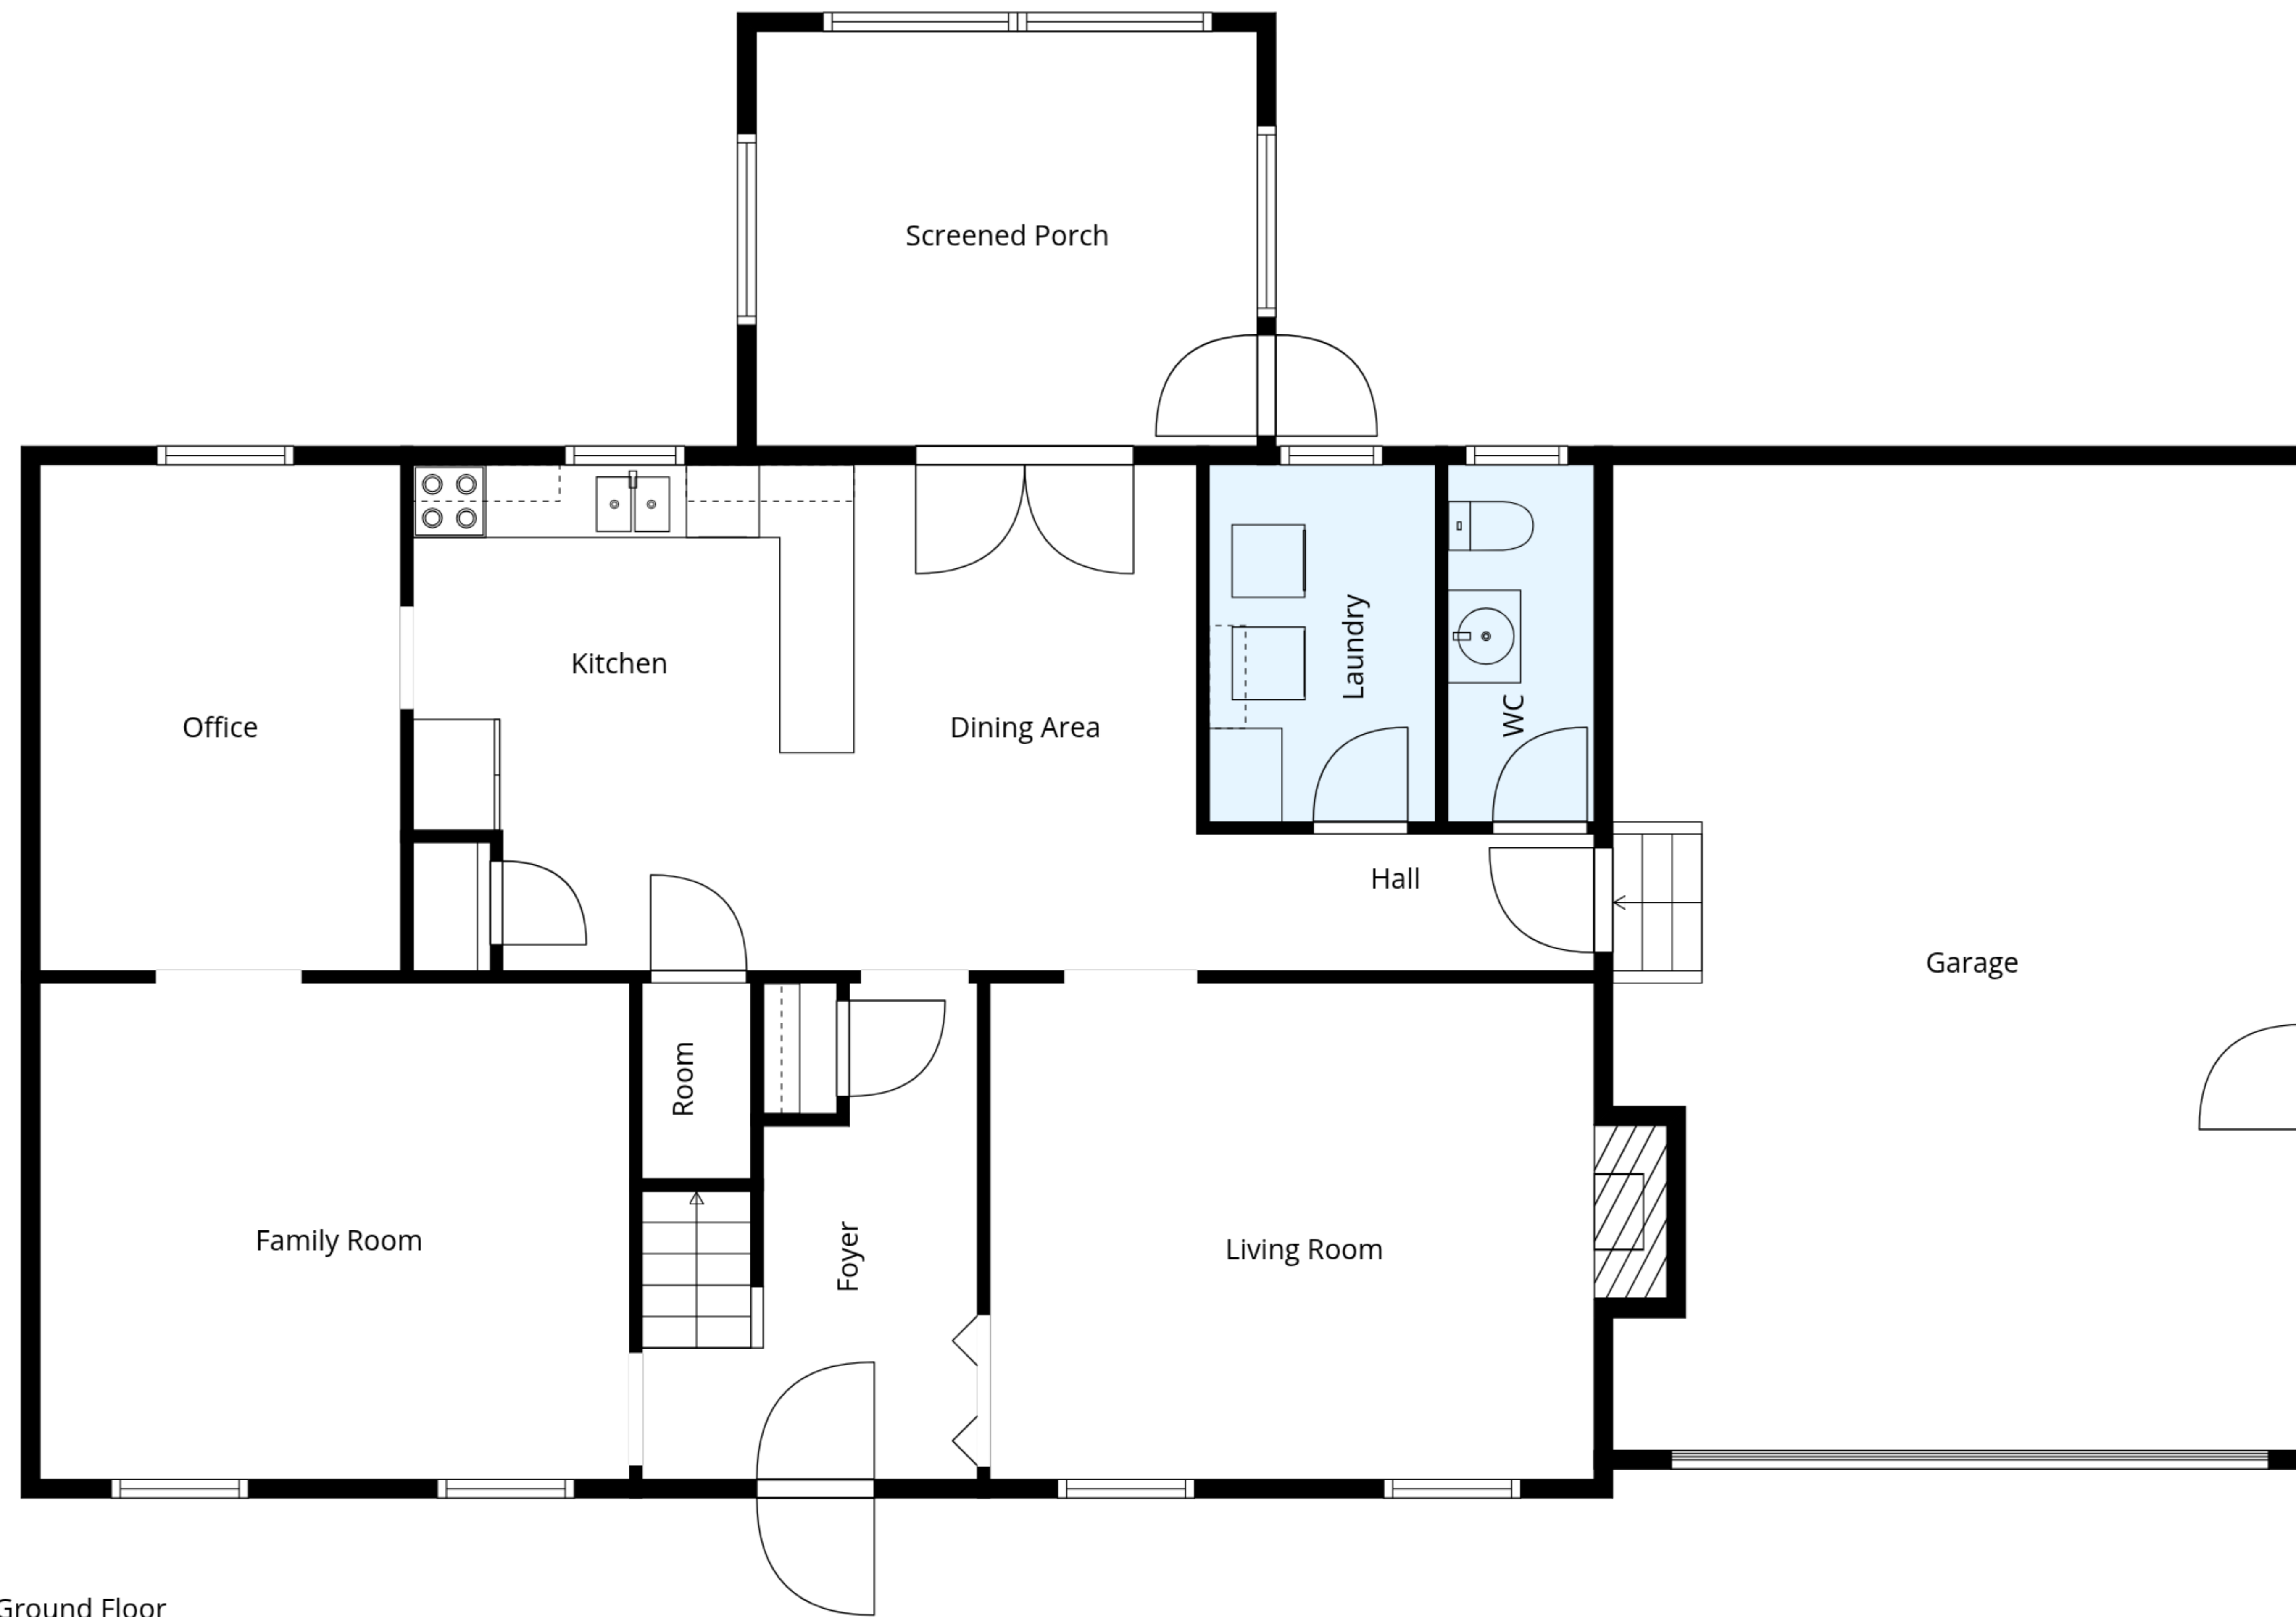 Screened Porch
Kitchen
Laundry
WC
Office
Dining Area
Hall
Garage
Room
Family Room
Foyer
Living Room
Ground Floor